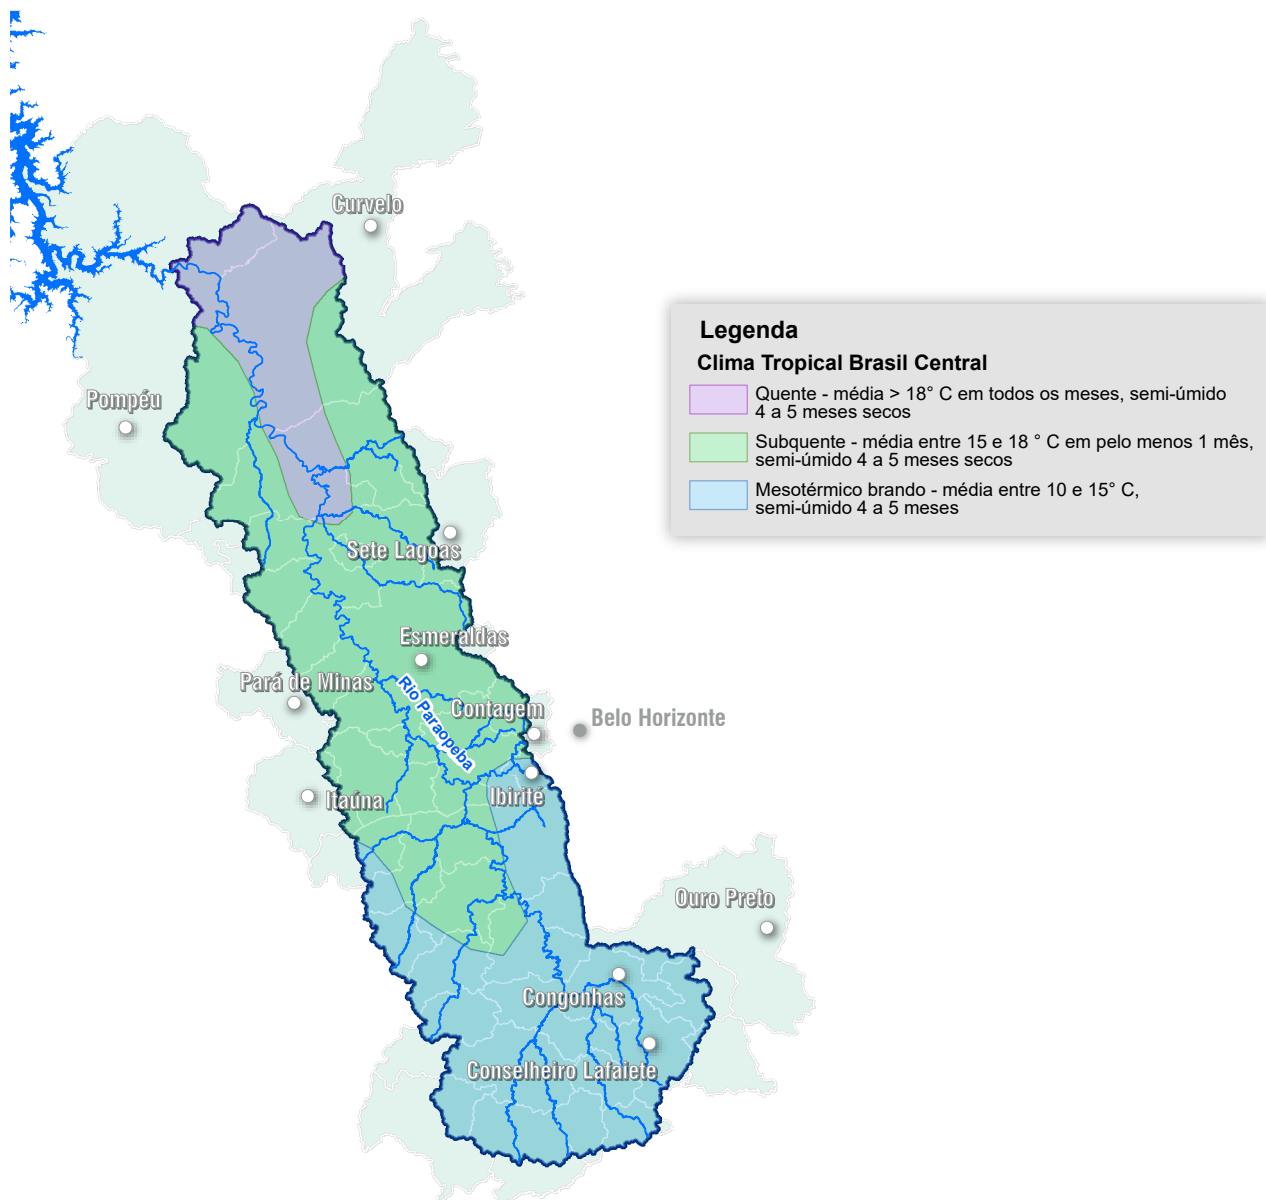 Curvelo
Legenda
Clima Tropical Brasil Central
Quente - média > 18° C em todos os meses, semi-úmido
4 a 5 meses secos
Pompéu
Subquente - média entre 15 e 18 ° C em pelo menos 1 mês,
semi-úmido 4 a 5 meses secos
Mesotérmico brando - média entre 10 e 15° C,
semi-úmido 4 a 5 meses
Sete Lagoas
Esmeraldas
Pará de Minas
Rio Paraopeba
Contagem
Belo Horizonte
Itaúna
Ibirité
Ouro Preto
Congonhas
Conselheiro Lafaiete